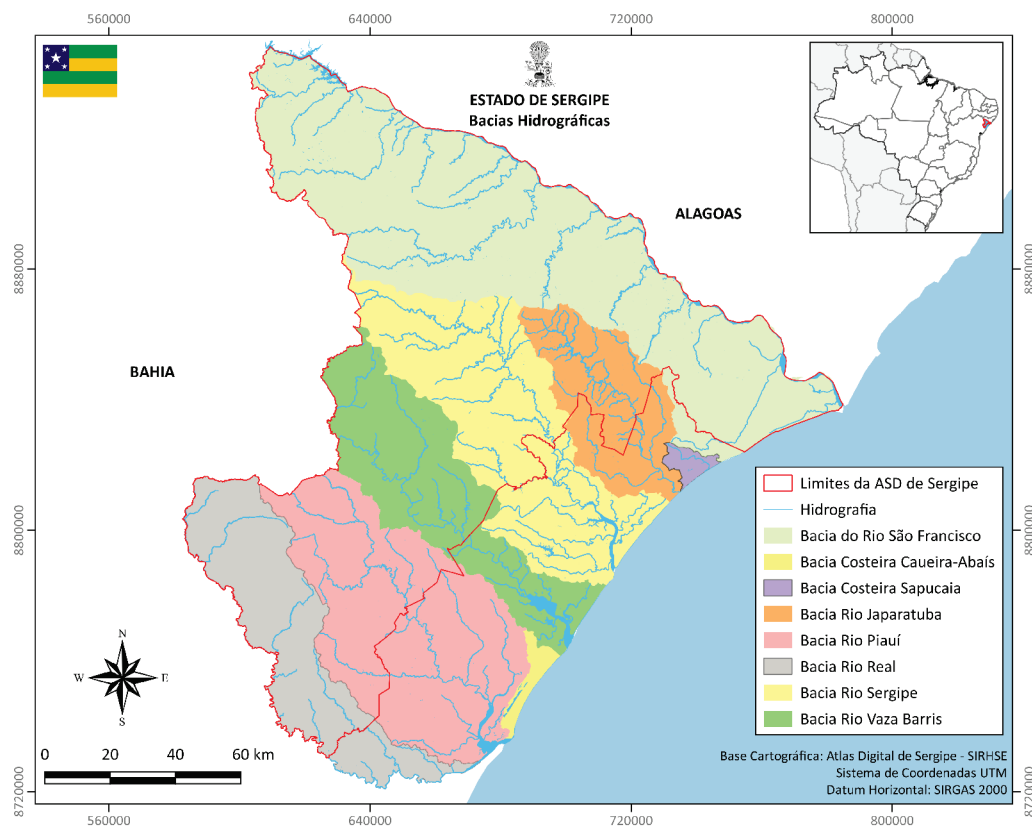 560000
640000
720000
800000
ESTADO DE SERGIPE
Bacias Hidrográficas
ALAGOAS
8880000
8880000
BAHIA
Limites da ASD de Sergipe
Hidrografia
Bacia do Rio São Francisco
Bacia Costeira Caueira-Abaís
Bacia Costeira Sapucaia
Bacia Rio Japaratuba
Bacia Rio Piauí
Bacia Rio Real
Bacia Rio Sergipe
Bacia Rio Vaza Barris
8800000
8800000
N
W
E
S
0 20 40 60 km
Base Cartográfica: Atlas Digital de Sergipe - SIRHSE
Sistema de Coordenadas UTM
Datum Horizontal: SIRGAS 2000
8720000
8720000
560000
640000
720000
800000